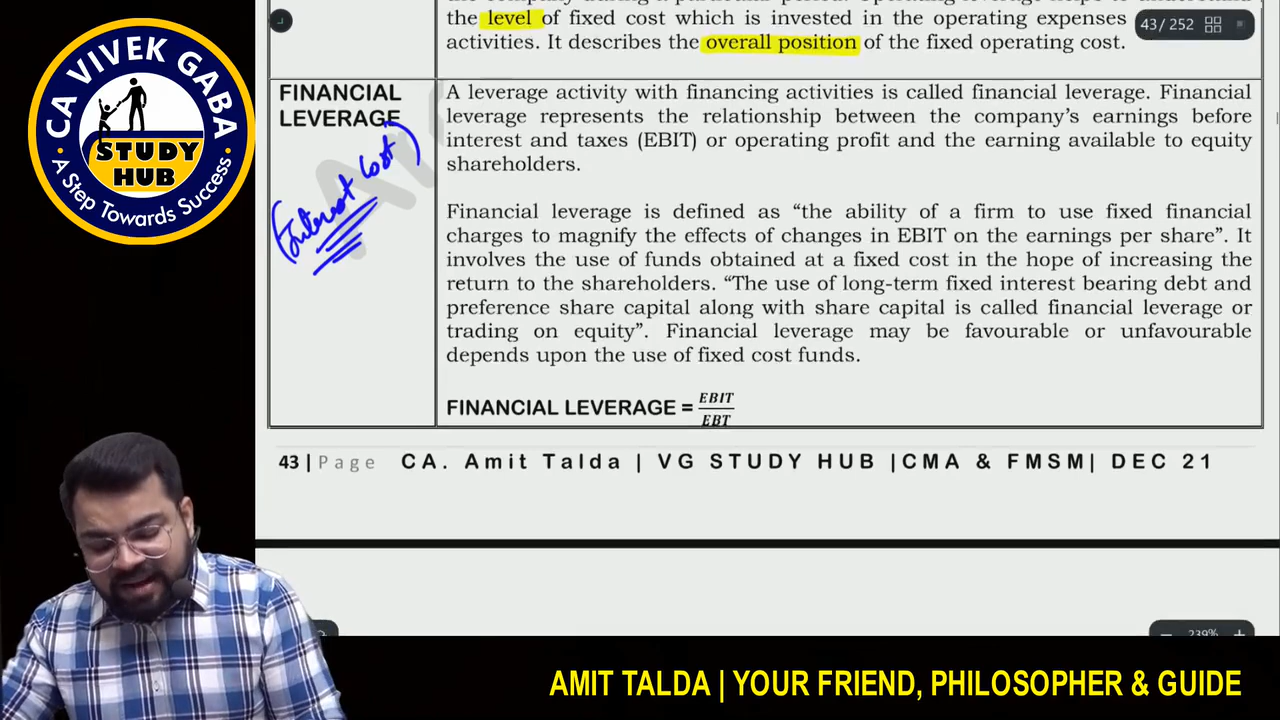 CA VIVEK GABA
STUDY
HUB
• A Step Towards Success •
the level of fixed cost which is invested in the operating expenses
activities. It describes the overall position of the fixed operating cost.
43/252
FINANCIAL
LEVERAGE
(Interest Cost)
A leverage activity with financing activities is called financial leverage. Financial
leverage represents the relationship between the company's earnings before
interest and taxes (EBIT) or operating profit and the earning available to equity
shareholders.
Financial leverage is defined as “the ability of a firm to use fixed financial
charges to magnify the effects of changes in EBIT on the earnings per share”. It
involves the use of funds obtained at a fixed cost in the hope of increasing the
return to the shareholders. “The use of long-term fixed interest bearing debt and
preference share capital along with share capital is called financial leverage or
trading on equity”. Financial leverage may be favourable or unfavourable
depends upon the use of fixed cost funds.
FINANCIAL LEVERAGE = EBIT
EBT
43 | Page CA. Amit Talda | VG STUDY HUB |CMA & FMSM| DEC 21
239%
AMIT TALDA | YOUR FRIEND, PHILOSOPHER & GUIDE